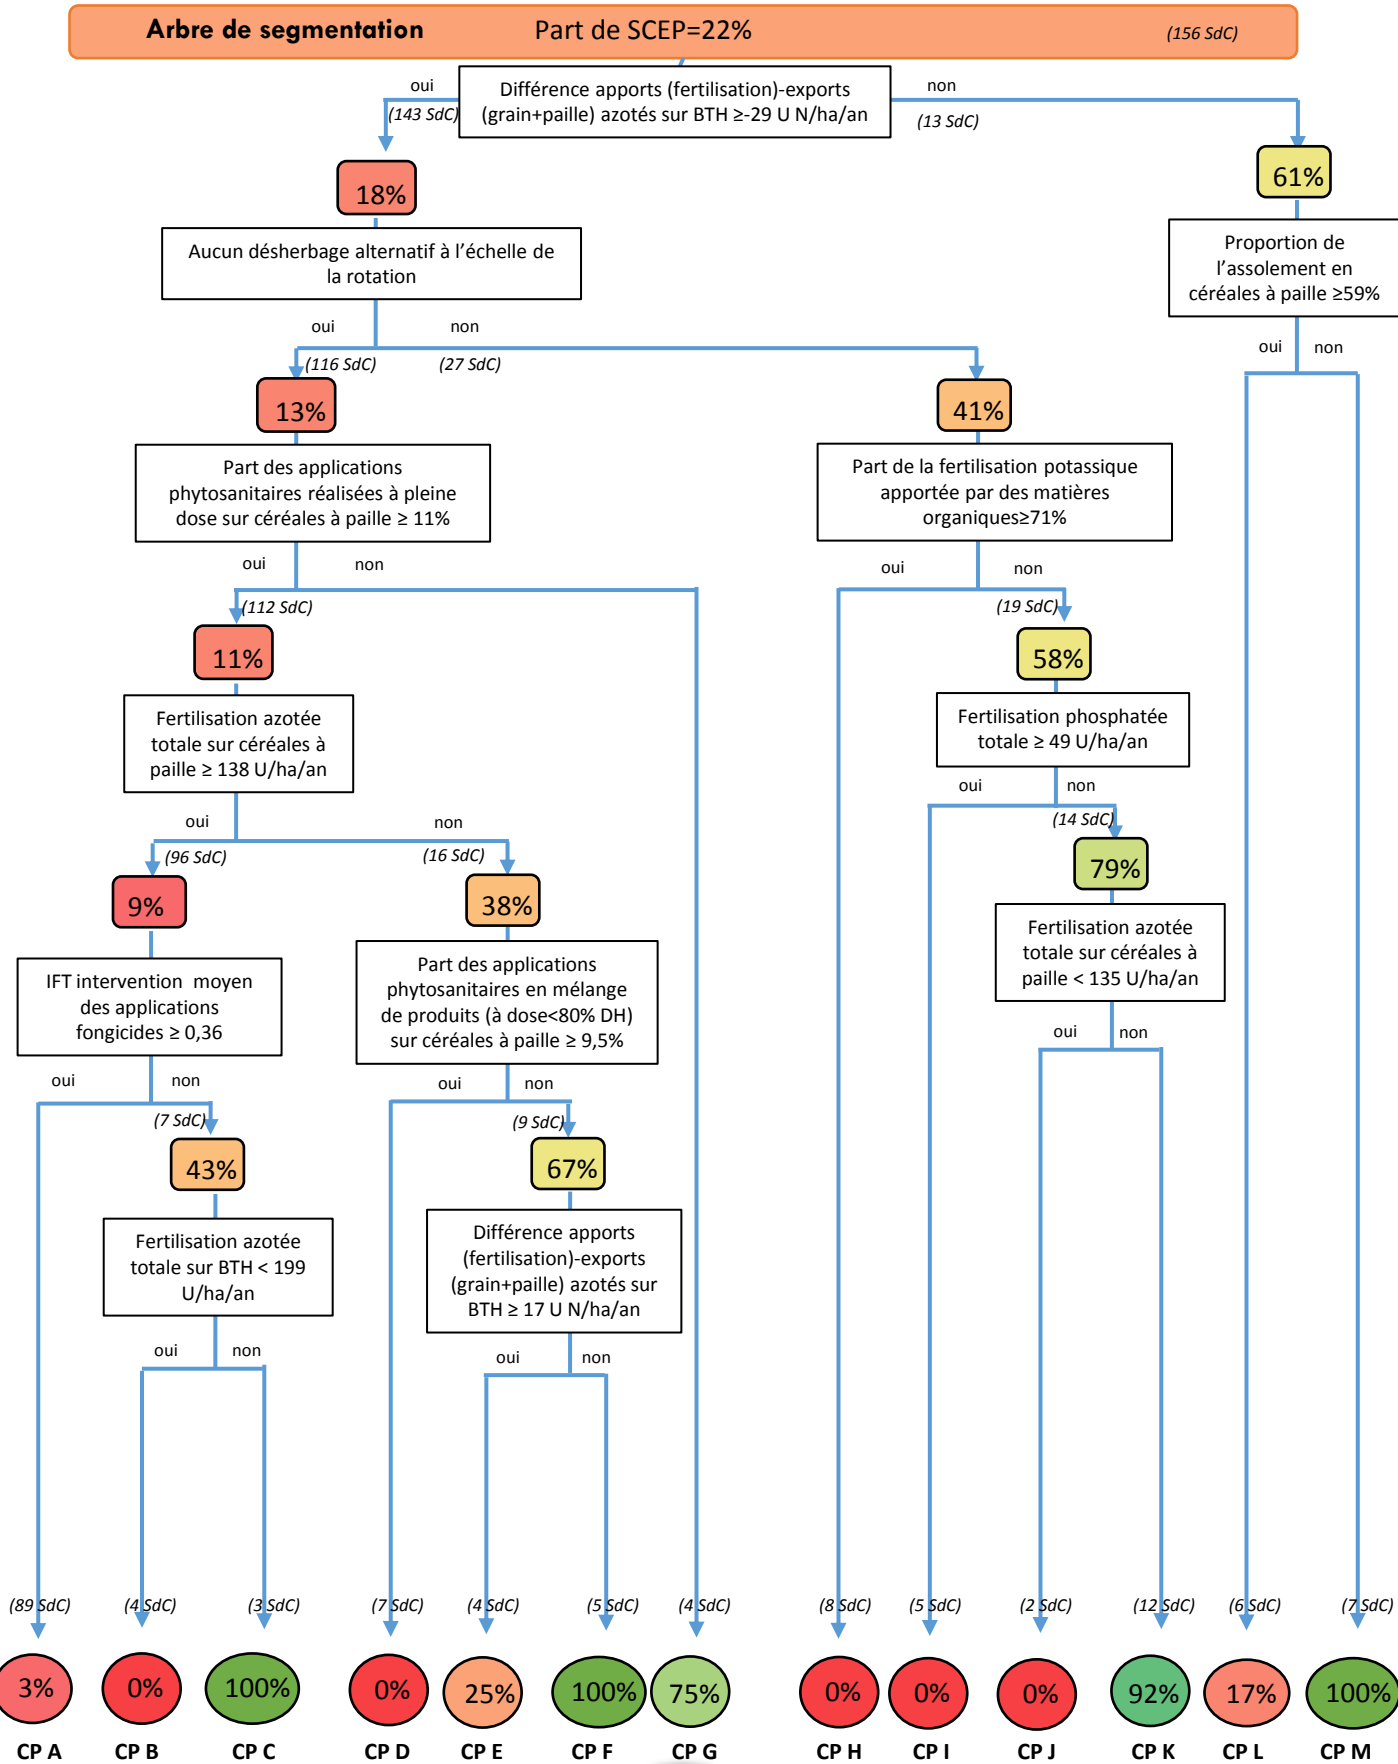 Arbre de segmentation Part de SCEP=22% (156 SdC)
oui
(143 SdC)
Différence apports (fertilisation)-exports
(grain+paille) azotés sur BTH ≥-29 U N/ha/an
non
(13 SdC)
18%
61%
Aucun désherbage alternatif à l'échelle de
la rotation
Proportion de
l'assolement en
céréales à paille ≥59%
oui non
(116 SdC) (27 SdC)
oui non
13%
41%
Part des applications
phytosanitaires réalisées à pleine
dose sur céréales à paille ≥ 11%
Part de la fertilisation potassique
apportée par des matières
organiques≥71%
oui non
(112 SdC)
oui non
(19 SdC)
11%
58%
Fertilisation azotée
totale sur céréales à
paille ≥ 138 U/ha/an
Fertilisation phosphatée
totale ≥ 49 U/ha/an
oui non
(96 SdC) (16 SdC)
oui non
(14 SdC)
9%
38%
79%
IFT intervention moyen
des applications
fongicides ≥ 0,36
Part des applications
phytosanitaires en mélange
de produits (à dose<80% DH)
sur céréales à paille ≥ 9,5%
Fertilisation azotée
totale sur céréales à
paille < 135 U/ha/an
oui non
(7 SdC)
oui non
(9 SdC)
oui non
43%
67%
Fertilisation azotée
totale sur BTH < 199
U/ha/an
Différence apports
(fertilisation)-exports
(grain+paille) azotés sur
BTH ≥ 17 U N/ha/an
oui non
oui non
(89 SdC) (4 SdC) (3 SdC) (7 SdC) (4 SdC) (5 SdC) (4 SdC) (8 SdC) (5 SdC) (2 SdC) (12 SdC) (6 SdC) (7 SdC)
3% 0% 100% 0% 25% 100% 75% 0% 0% 0% 92% 17% 100%
CP A CP B CP C CP D CP E CP F CP G CP H CP I CP J CP K CP L CP M